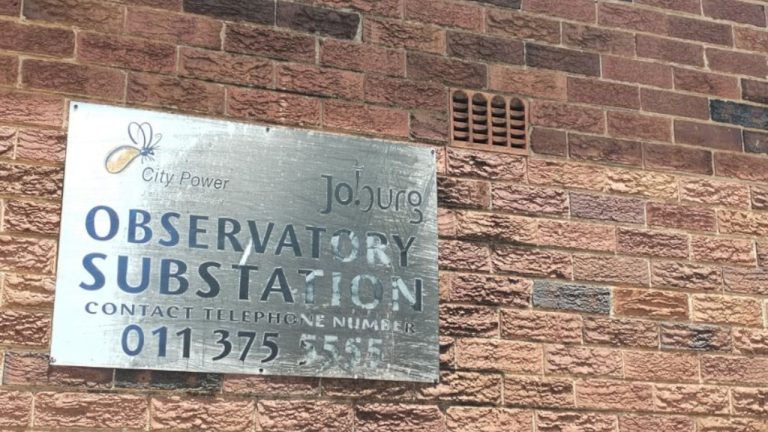 City Power
Joburg
OBSERVATORY
SUBSTATION
CONTACT TELEPHONE NUMBER
011 375 5555